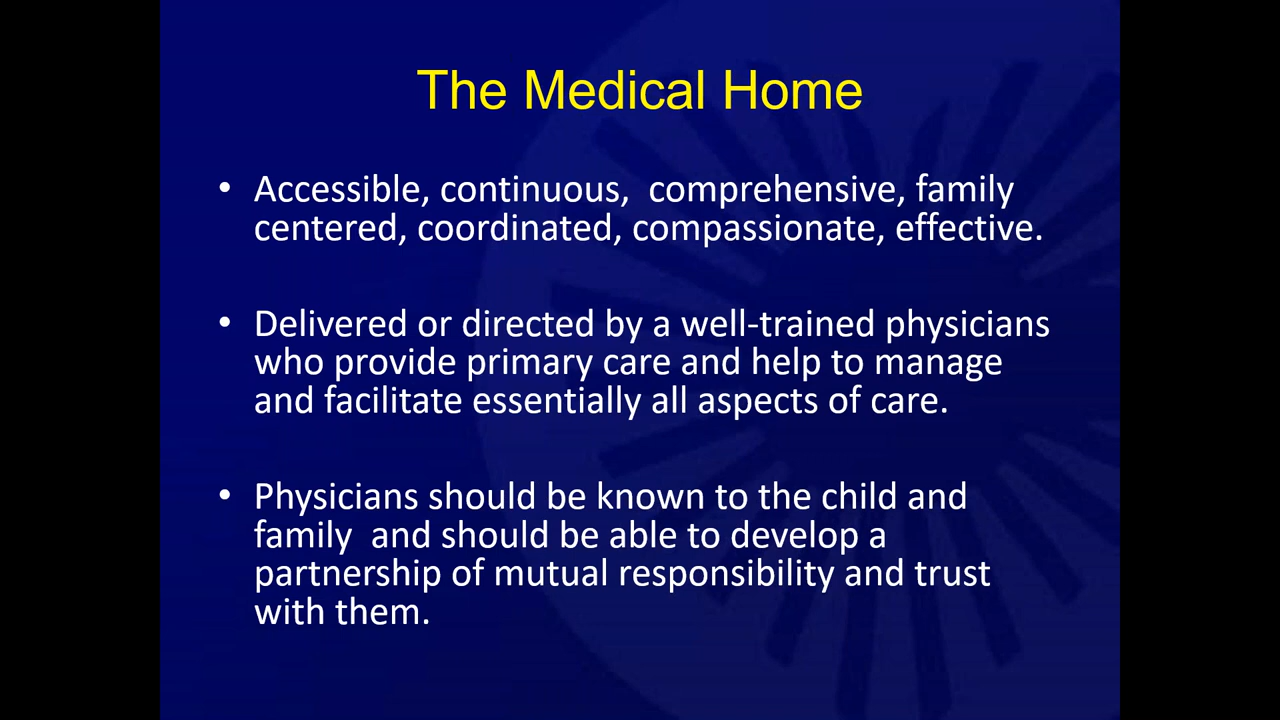 The Medical Home
• Accessible, continuous,  comprehensive, family
centered, coordinated, compassionate, effective.
• Delivered or directed by a well-trained physicians
who provide primary care and help to manage
and facilitate essentially all aspects of care.
• Physicians should be known to the child and
family  and should be able to develop a
partnership of mutual responsibility and trust
with them.